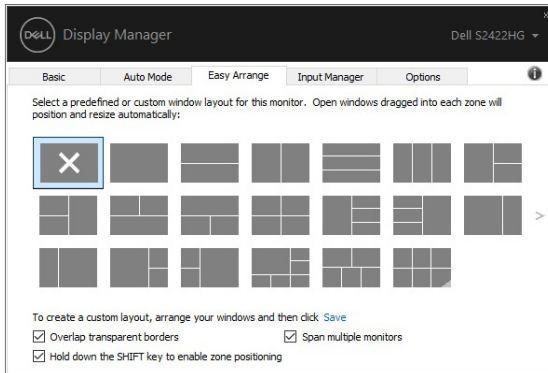 DELL Display Manager
Dell S2422HG
Basic Auto Mode Easy Arrange Input Manager Options
Select a predefined or custom window layout for this monitor. Open windows dragged into each zone will
position and resize automatically:
To create a custom layout, arrange your windows and then click Save
Overlap transparent borders
Span multiple monitors
Hold down the SHIFT key to enable zone positioning